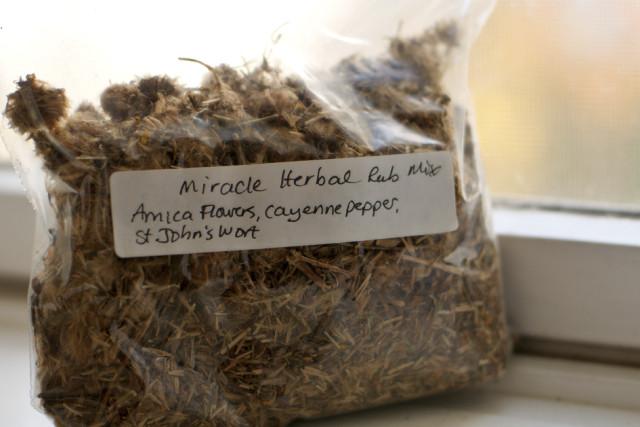 Miracle Herbal Rub Mix
Arnica Flowers, Cayenne pepper,
St John's Wort